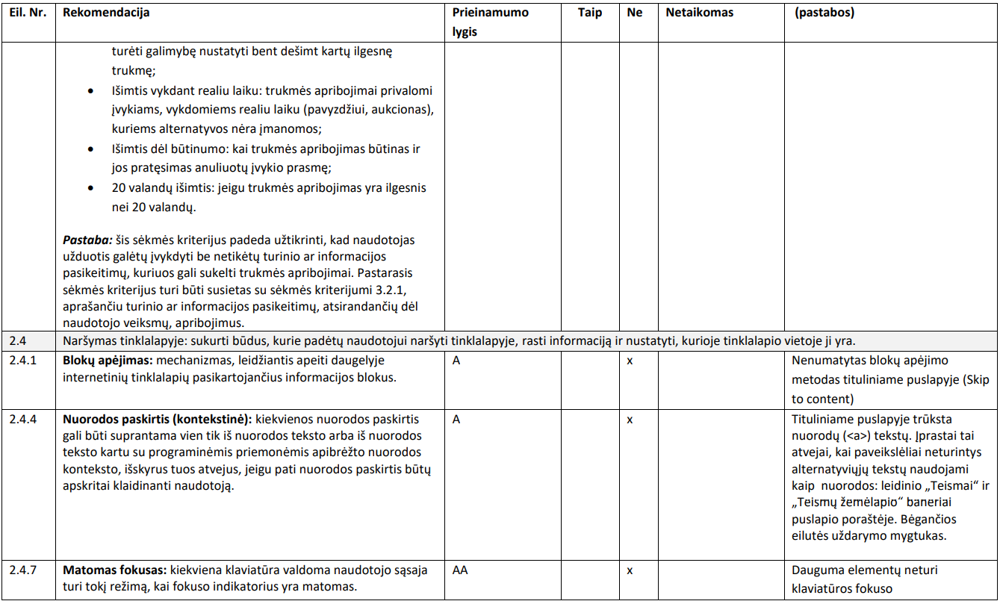 Eil. Nr. Rekomendacija Prieinamumo lygis Taip Ne Netaikomas (pastabos)
turėti galimybę nustatyti bent dešimt kartų ilgesnę
trukmę;
• Išimtis vykdant realiu laiku: trukmės apribojimai privalomi
įvykiams, vykdomiems realiu laiku (pavyzdžiui, aukcionas),
kuriems alternatyvos nėra įmanomos;
• Išimtis dėl būtinumo: kai trukmės apribojimas būtinas ir
jos pratęsimas anuliuotų įvykio prasmę;
• 20 valandų išimtis: jeigu trukmės apribojimas yra ilgesnis
nei 20 valandų.
Pastaba: šis sėkmės kriterijus padeda užtikrinti, kad naudotojas
užduotis galėtų įvykdyti be netikėtų turinio ar informacijos
pasikeitimų, kuriuos gali sukelti trukmės apribojimai. Pastarasis
sėkmės kriterijus turi būti susietas su sėkmės kriterijumi 3.2.1,
aprašančiu turinio ar informacijos pasikeitimų, atsirandančių dėl
naudotojo veiksmų, apribojimus.
2.4 Naršymas tinklalapyje: sukurti būdus, kurie padėtų naudotojui naršyti tinklalapyje, rasti informaciją ir nustatyti, kurioje tinklalapio vietoje ji yra.
2.4.1
Blokų apėjimas: mechanizmas, leidžiantis apeiti daugelyje
internetinių tinklalapių pasikartojančius informacijos blokus.
A
x
Nenumatytas blokų apėjimo
metodas tituliniame puslapyje (Skip
to content)
2.4.4
Nuorodos paskirtis (kontekstinė): kiekvienos nuorodos paskirtis
gali būti suprantama vien tik iš nuorodos teksto arba iš nuorodos
teksto kartu su programinėmis priemonėmis apibrėžto nuorodos
konteksto, išskyrus tuos atvejus, jeigu pati nuorodos paskirtis būtų
apskritai klaidinanti naudotoją.
A
x
Tituliniame puslapyje trūksta
nuorodų (<a>) tekstų. Įprastai tai
atvejai, kai paveikslėliai neturintys
alternatyviųjų tekstų naudojami
kaip nuorodos: leidinio „Teismai“ ir
„Teismų žemėlapio“ baneriai
puslapio poraštėje. Bėgančios
eilutės uždarymo mygtukas.
2.4.7
Matomas fokusas: kiekviena klaviatūra valdoma naudotojo sąsaja
turi tokį režimą, kai fokuso indikatorius yra matomas.
AA
x
Dauguma elementų neturi
klaviatūros fokuso